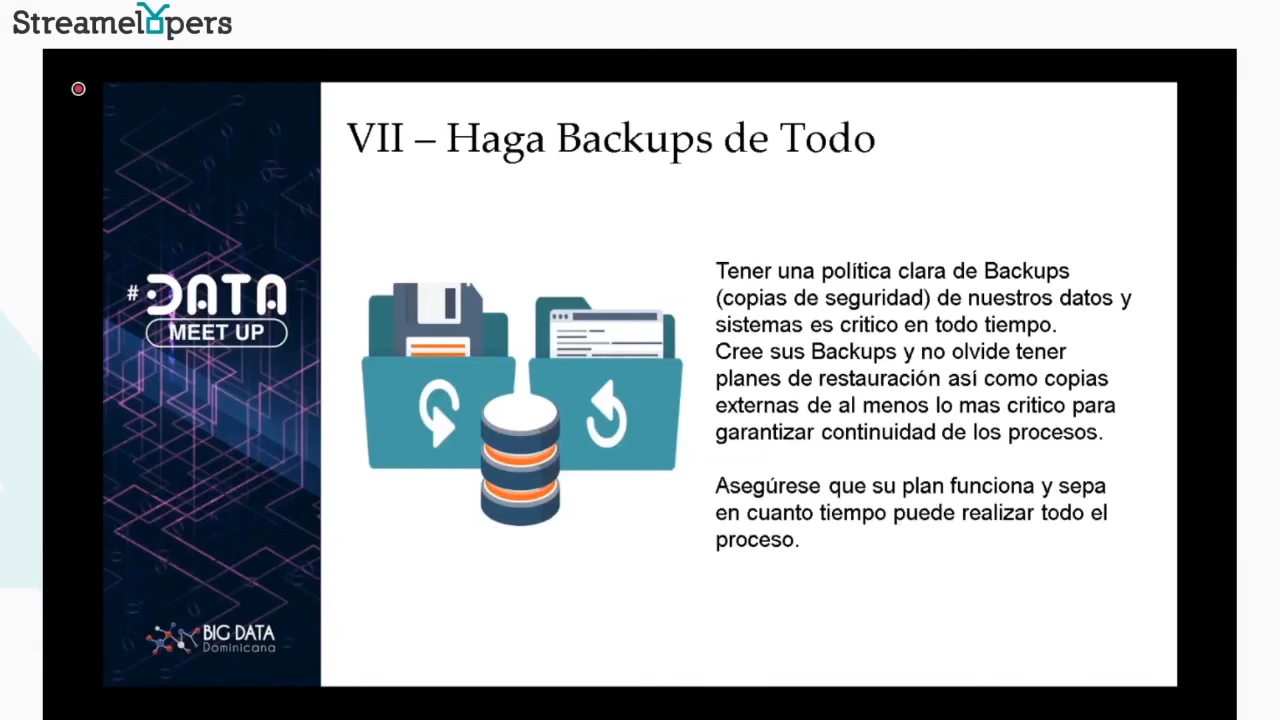 Streamelopers
VII – Haga Backups de Todo
# DATA
MEET UP
Tener una política clara de Backups
(copias de seguridad) de nuestros datos y
sistemas es critico en todo tiempo.
Cree sus Backups y no olvide tener
planes de restauración así como copias
externas de al menos lo mas critico para
garantizar continuidad de los procesos.
Asegúrese que su plan funciona y sepa
en cuanto tiempo puede realizar todo el
proceso.
BIG DATA
Dominicana